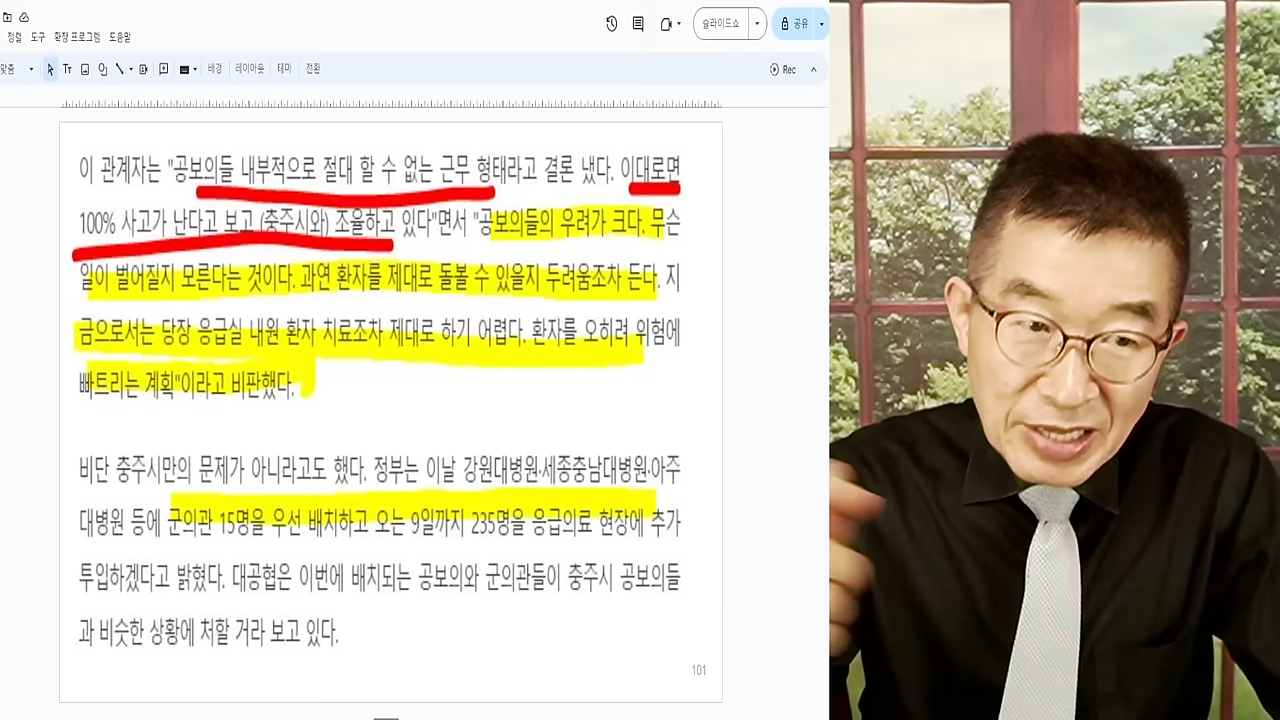 정렬 도구 확장 프로그램 도움말
슬라이드쇼
공유
맞춤
배경 레이아웃 테마 전환
Rec
이 관계자는 "공보의들 내부적으로 절대 할 수 없는 근무 형태라고 결론 냈다. 이대로면
100% 사고가 난다고 보고 (충주시와) 조율하고 있다"면서 "공보의들의 우려가 크다. 무슨
일이 벌어질지 모른다는 것이다. 과연 환자를 제대로 돌볼 수 있을지 두려움조차 든다. 지
금으로서는 당장 응급실 내원 환자 치료조차 제대로 하기 어렵다. 환자를 오히려 위험에
빠트리는 계획"이라고 비판했다.
비단 충주시만의 문제가 아니라고도 했다. 정부는 이날 강원대병원·세종충남대병원·아주
대병원 등에 군의관 15명을 우선 배치하고 오는 9일까지 235명을 응급의료 현장에 추가
투입하겠다고 밝혔다. 대공협은 이번에 배치되는 공보의와 군의관들이 충주시 공보의들
과 비슷한 상황에 처할 거라 보고 있다.
101